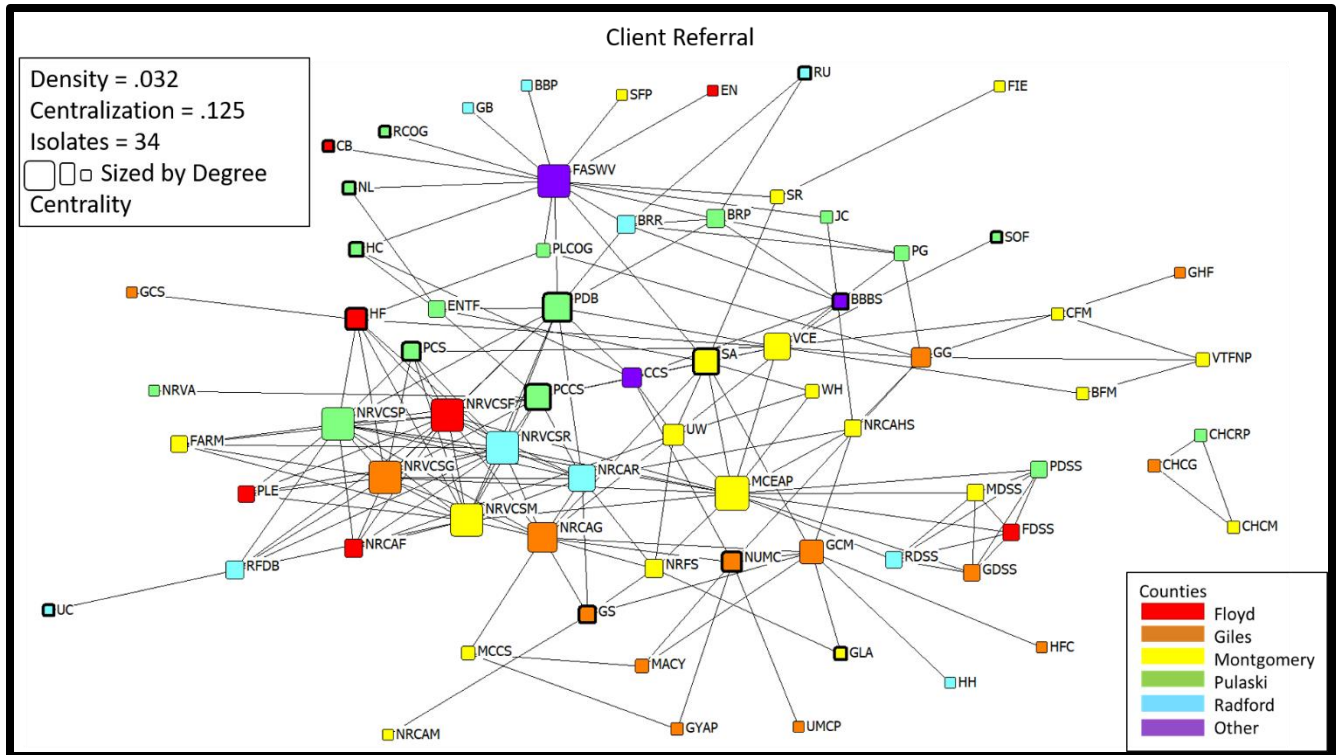 Client Referral
Density = .032
Centralization = .125
Isolates = 34
Sized by Degree
Centrality
RU
BBP
SFP
EN
FIE
GB
RCOG
CB
FASWV
NL
SR
BRP
JC
BRR
SOF
HC
PLCOG
PG
GHF
GCS
BBBS
PDB
ENTF
CFM
HF
VCE
PCS
SA
GG
VTFNP
CCS
NRVA
PCCS
WH
BFM
NRVCSF
NRVCSP
NRCAHS
UW
CHCRP
FARM
NRVCSR
NRVCSG
NRCAR
PDSS
CHCG
PLE
MCEAP
MDSS
NRVCSM
CHCM
NRCAG
FDSS
NRCAF
GCM
RFDB
NRFS
NUMC
RDSS
GDSS
UC
GS
MCCS
MACY
GLA
HFC
HH
NRCAM
GYAP
UMCP
Counties
Floyd
Giles
Montgomery
Pulaski
Radford
Other